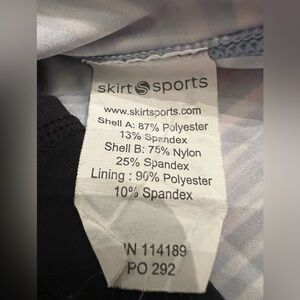 skirt sports
www.skirtsports.com
Shell A: 87% Polyester
13% Spandex
Shell B: 75% Nylon
25% Spandex
Lining : 90% Polyester
10% Spandex
N 114189
PO 292